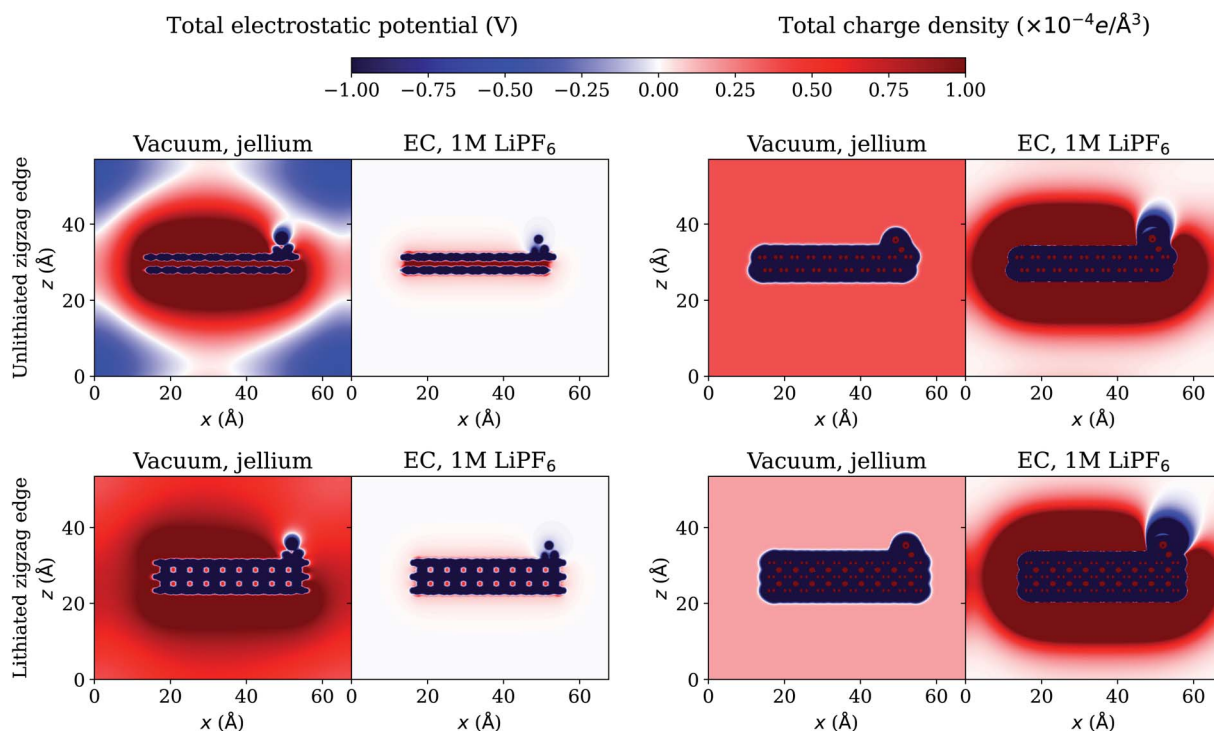 Total electrostatic potential (V) Total charge density (×10⁻⁴e/Å³)
−1.00 −0.75 −0.50 −0.25 0.00 0.25 0.50 0.75 1.00
Unlithiated zigzag edge
Vacuum, jellium EC, 1M LiPF₆ Vacuum, jellium EC, 1M LiPF₆
z (Å) z (Å)
40 40
20 20
0 0
0 20 40 60 0 20 40 60 0 20 40 60 0 20 40 60
x (Å) x (Å) x (Å) x (Å)
Lithiated zigzag edge
Vacuum, jellium EC, 1M LiPF₆ Vacuum, jellium EC, 1M LiPF₆
z (Å) z (Å)
40 40
20 20
0 0
0 20 40 60 0 20 40 60 0 20 40 60 0 20 40 60
x (Å) x (Å) x (Å) x (Å)